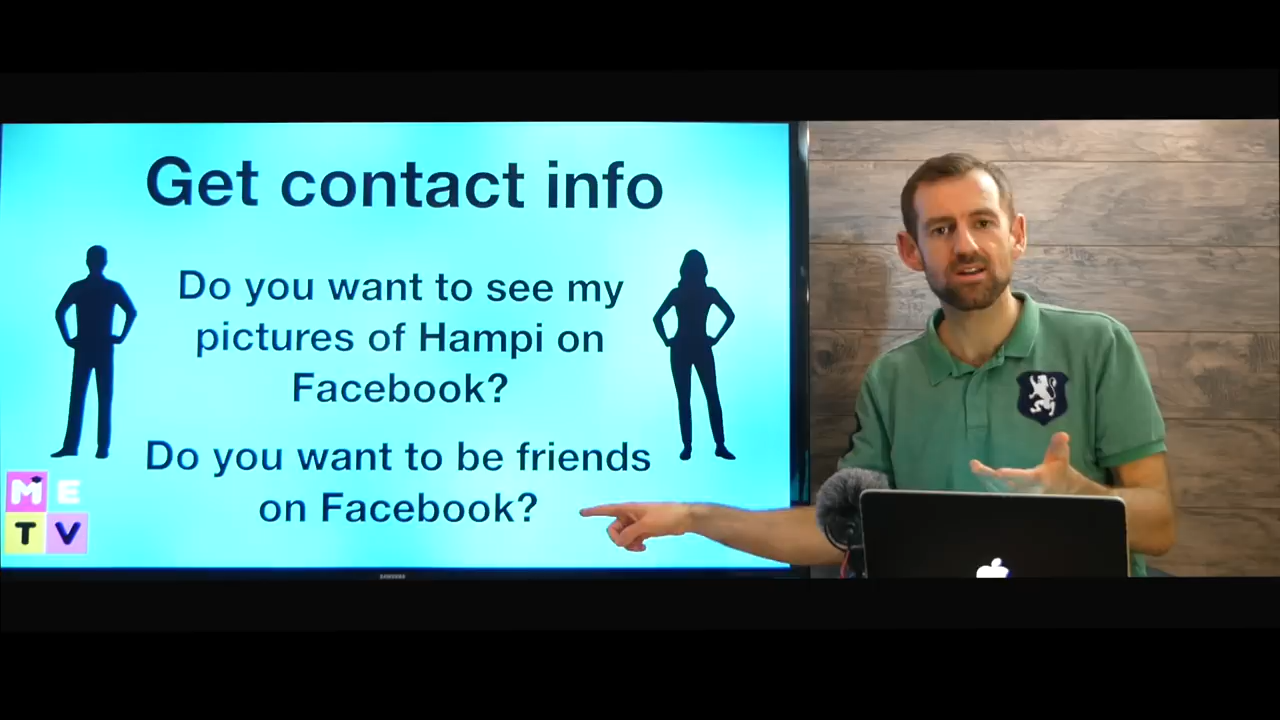 Get contact info
Do you want to see my
pictures of Hampi on
Facebook?
Do you want to be friends
on Facebook?
M E
T V
SAMSUNG